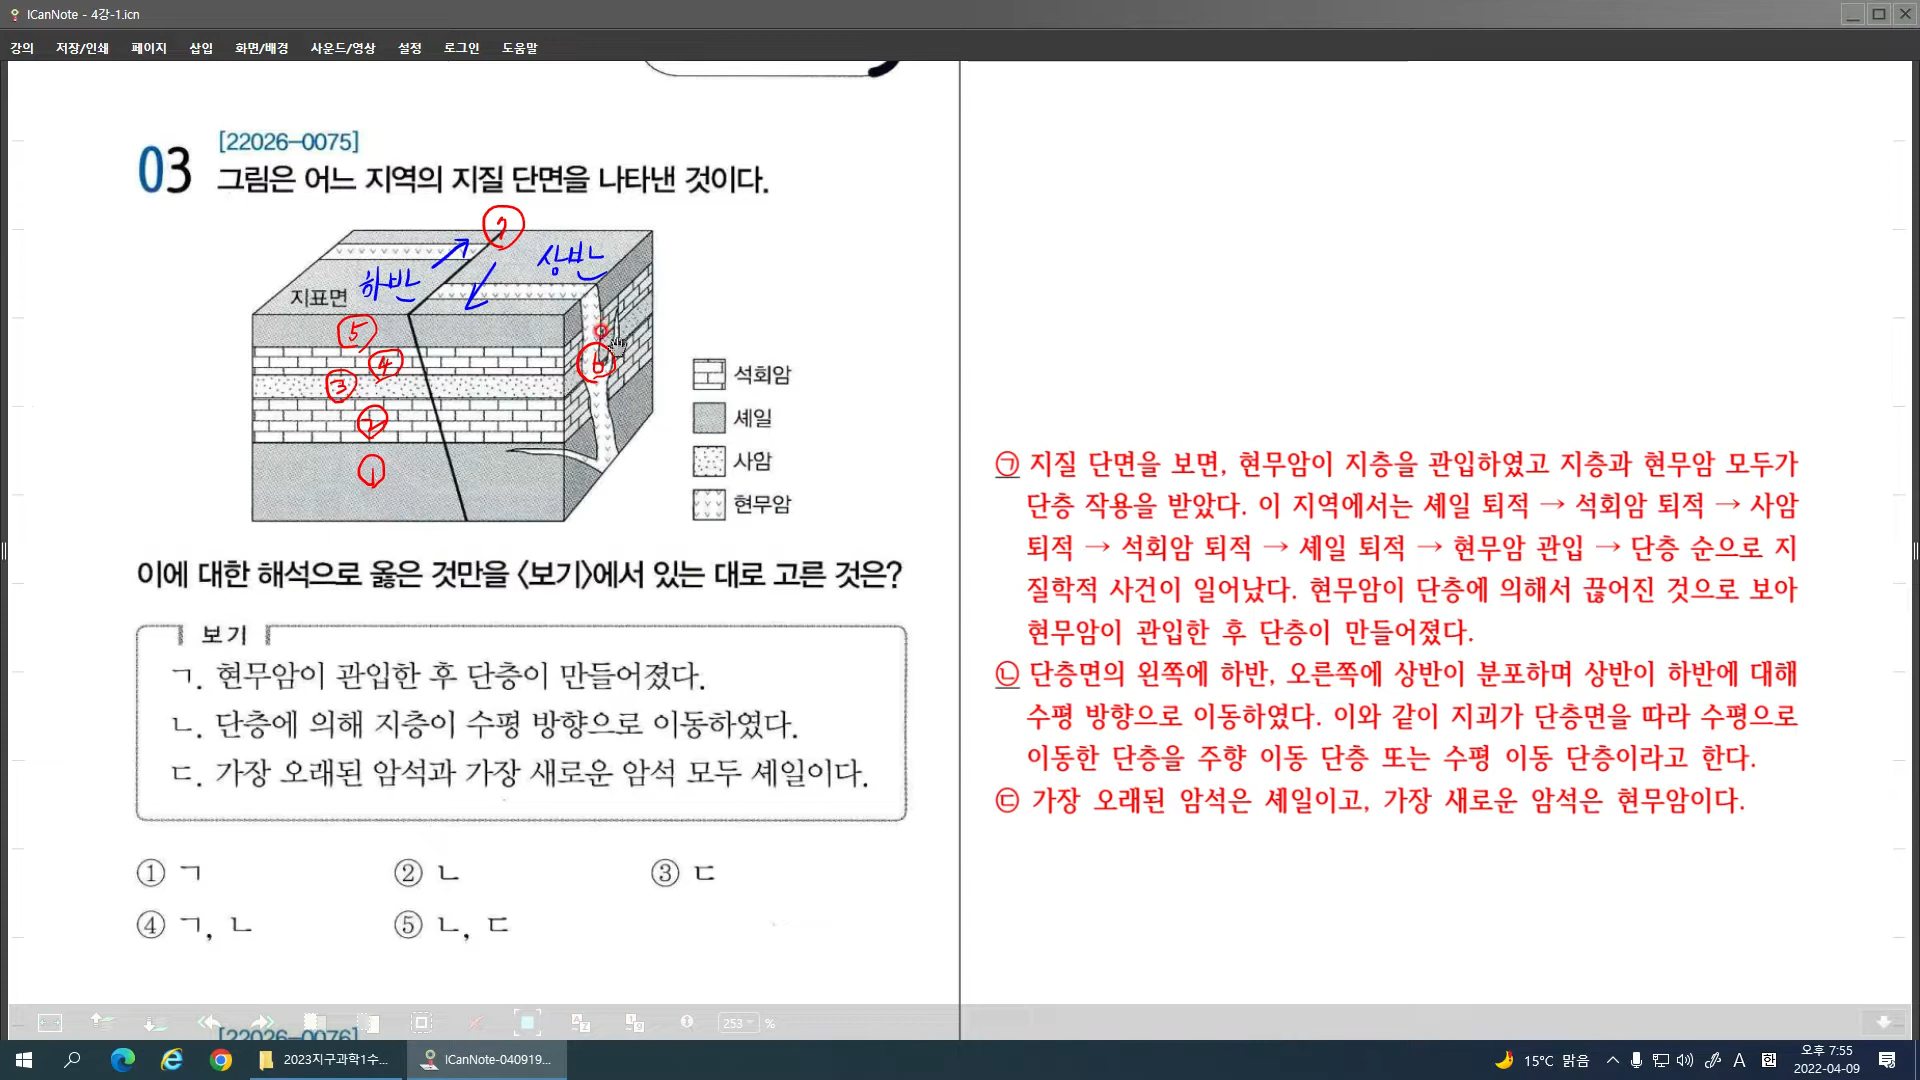 ICanNote - 4강-1.icn
강의 저장/인쇄 페이지 삽입 화면/배경 사운드/영상 설정 로그인 도움말
[22026-0075]
03 그림은 어느 지역의 지질 단면을 나타낸 것이다.
7
상반
하반
지표면
5
4
3
2
1
6
석회암
셰일
사암
현무암
이에 대한 해석으로 옳은 것만을 〈보기〉에서 있는 대로 고른 것은?
보기
ㄱ. 현무암이 관입한 후 단층이 만들어졌다.
ㄴ. 단층에 의해 지층이 수평 방향으로 이동하였다.
ㄷ. 가장 오래된 암석과 가장 새로운 암석 모두 셰일이다.
① ㄱ ② ㄴ ③ ㄷ
④ ㄱ, ㄴ ⑤ ㄴ, ㄷ
㉠ 지질 단면을 보면, 현무암이 지층을 관입하였고 지층과 현무암 모두가
단층 작용을 받았다. 이 지역에서는 셰일 퇴적 → 석회암 퇴적 → 사암
퇴적 → 석회암 퇴적 → 셰일 퇴적 → 현무암 관입 → 단층 순으로 지
질학적 사건이 일어났다. 현무암이 단층에 의해서 끊어진 것으로 보아
현무암이 관입한 후 단층이 만들어졌다.
㉡ 단층면의 왼쪽에 하반, 오른쪽에 상반이 분포하며 상반이 하반에 대해
수평 방향으로 이동하였다. 이와 같이 지괴가 단층면을 따라 수평으로
이동한 단층을 주향 이동 단층 또는 수평 이동 단층이라고 한다.
㉢ 가장 오래된 암석은 셰일이고, 가장 새로운 암석은 현무암이다.
[22026-0076]
253 %
2023지구과학1수... ICanNote-040919...
15°C 맑음 A 한 오후 7:55
2022-04-09